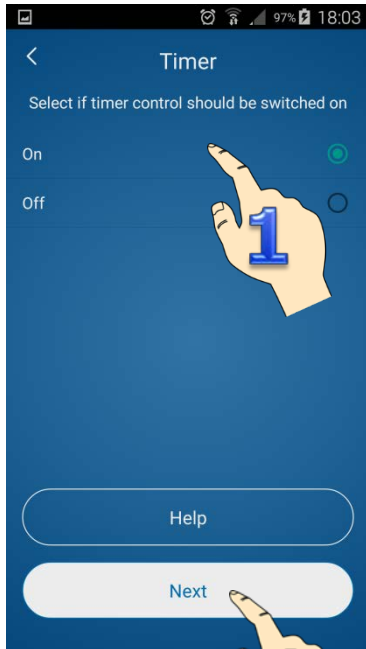 97% 18:03
Timer
Select if timer control should be switched on
On
1
Off
Help
Next